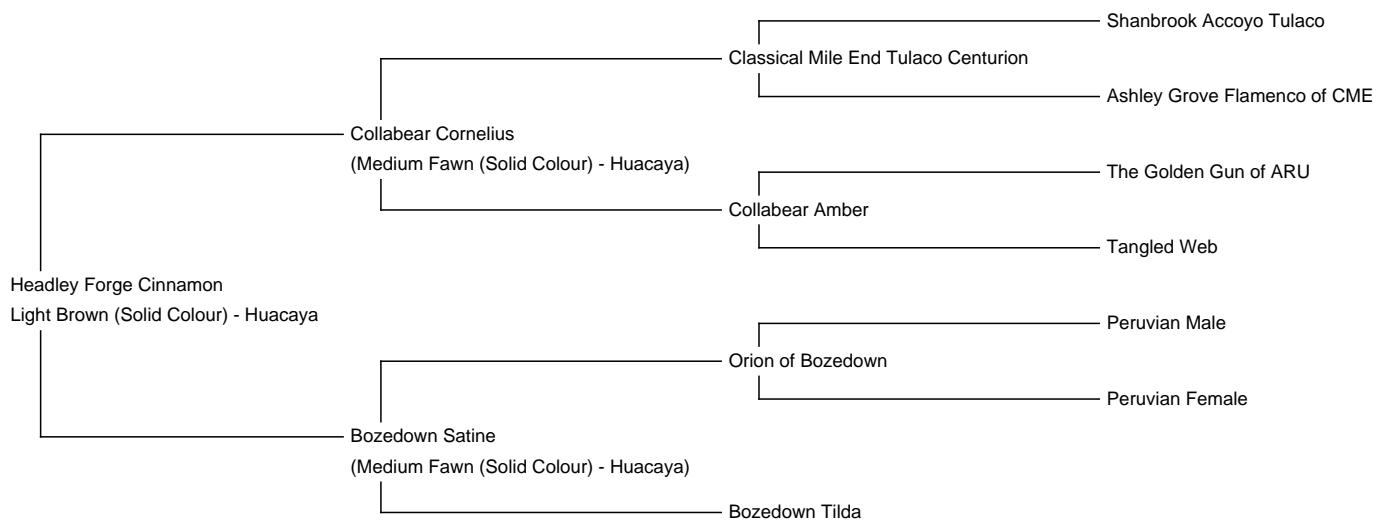 Shanbrook Accoyo Tulaco
Classical Mile End Tulaco Centurion
Ashley Grove Flamenco of CME
Collabear Cornelius
(Medium Fawn (Solid Colour) - Huacaya)
The Golden Gun of ARU
Collabear Amber
Tangled Web
Headley Forge Cinnamon
Light Brown (Solid Colour) - Huacaya
Peruvian Male
Orion of Bozedown
Peruvian Female
Bozedown Satine
(Medium Fawn (Solid Colour) - Huacaya)
Bozedown Tilda